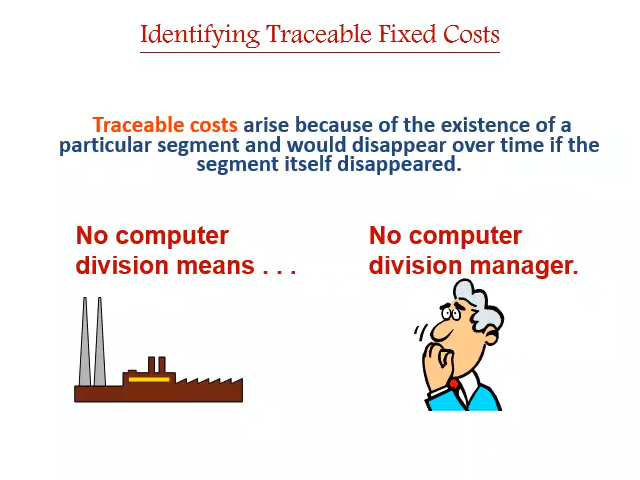 Identifying Traceable Fixed Costs
Traceable costs arise because of the existence of a
particular segment and would disappear over time if the
segment itself disappeared.
No computer
division means . . .
No computer
division manager.